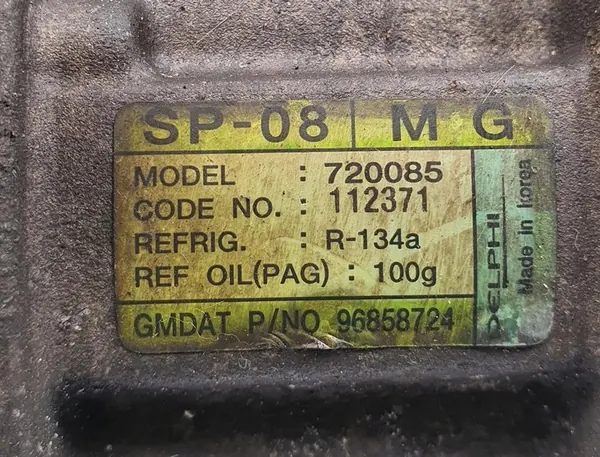 SP-08 M G
MODEL : 720085
CODE NO. : 112371
REFRIG. : R-134a
REF OIL(PAG) : 100g
GMDAT P/NO 96858724
DELPHI
Made in Korea